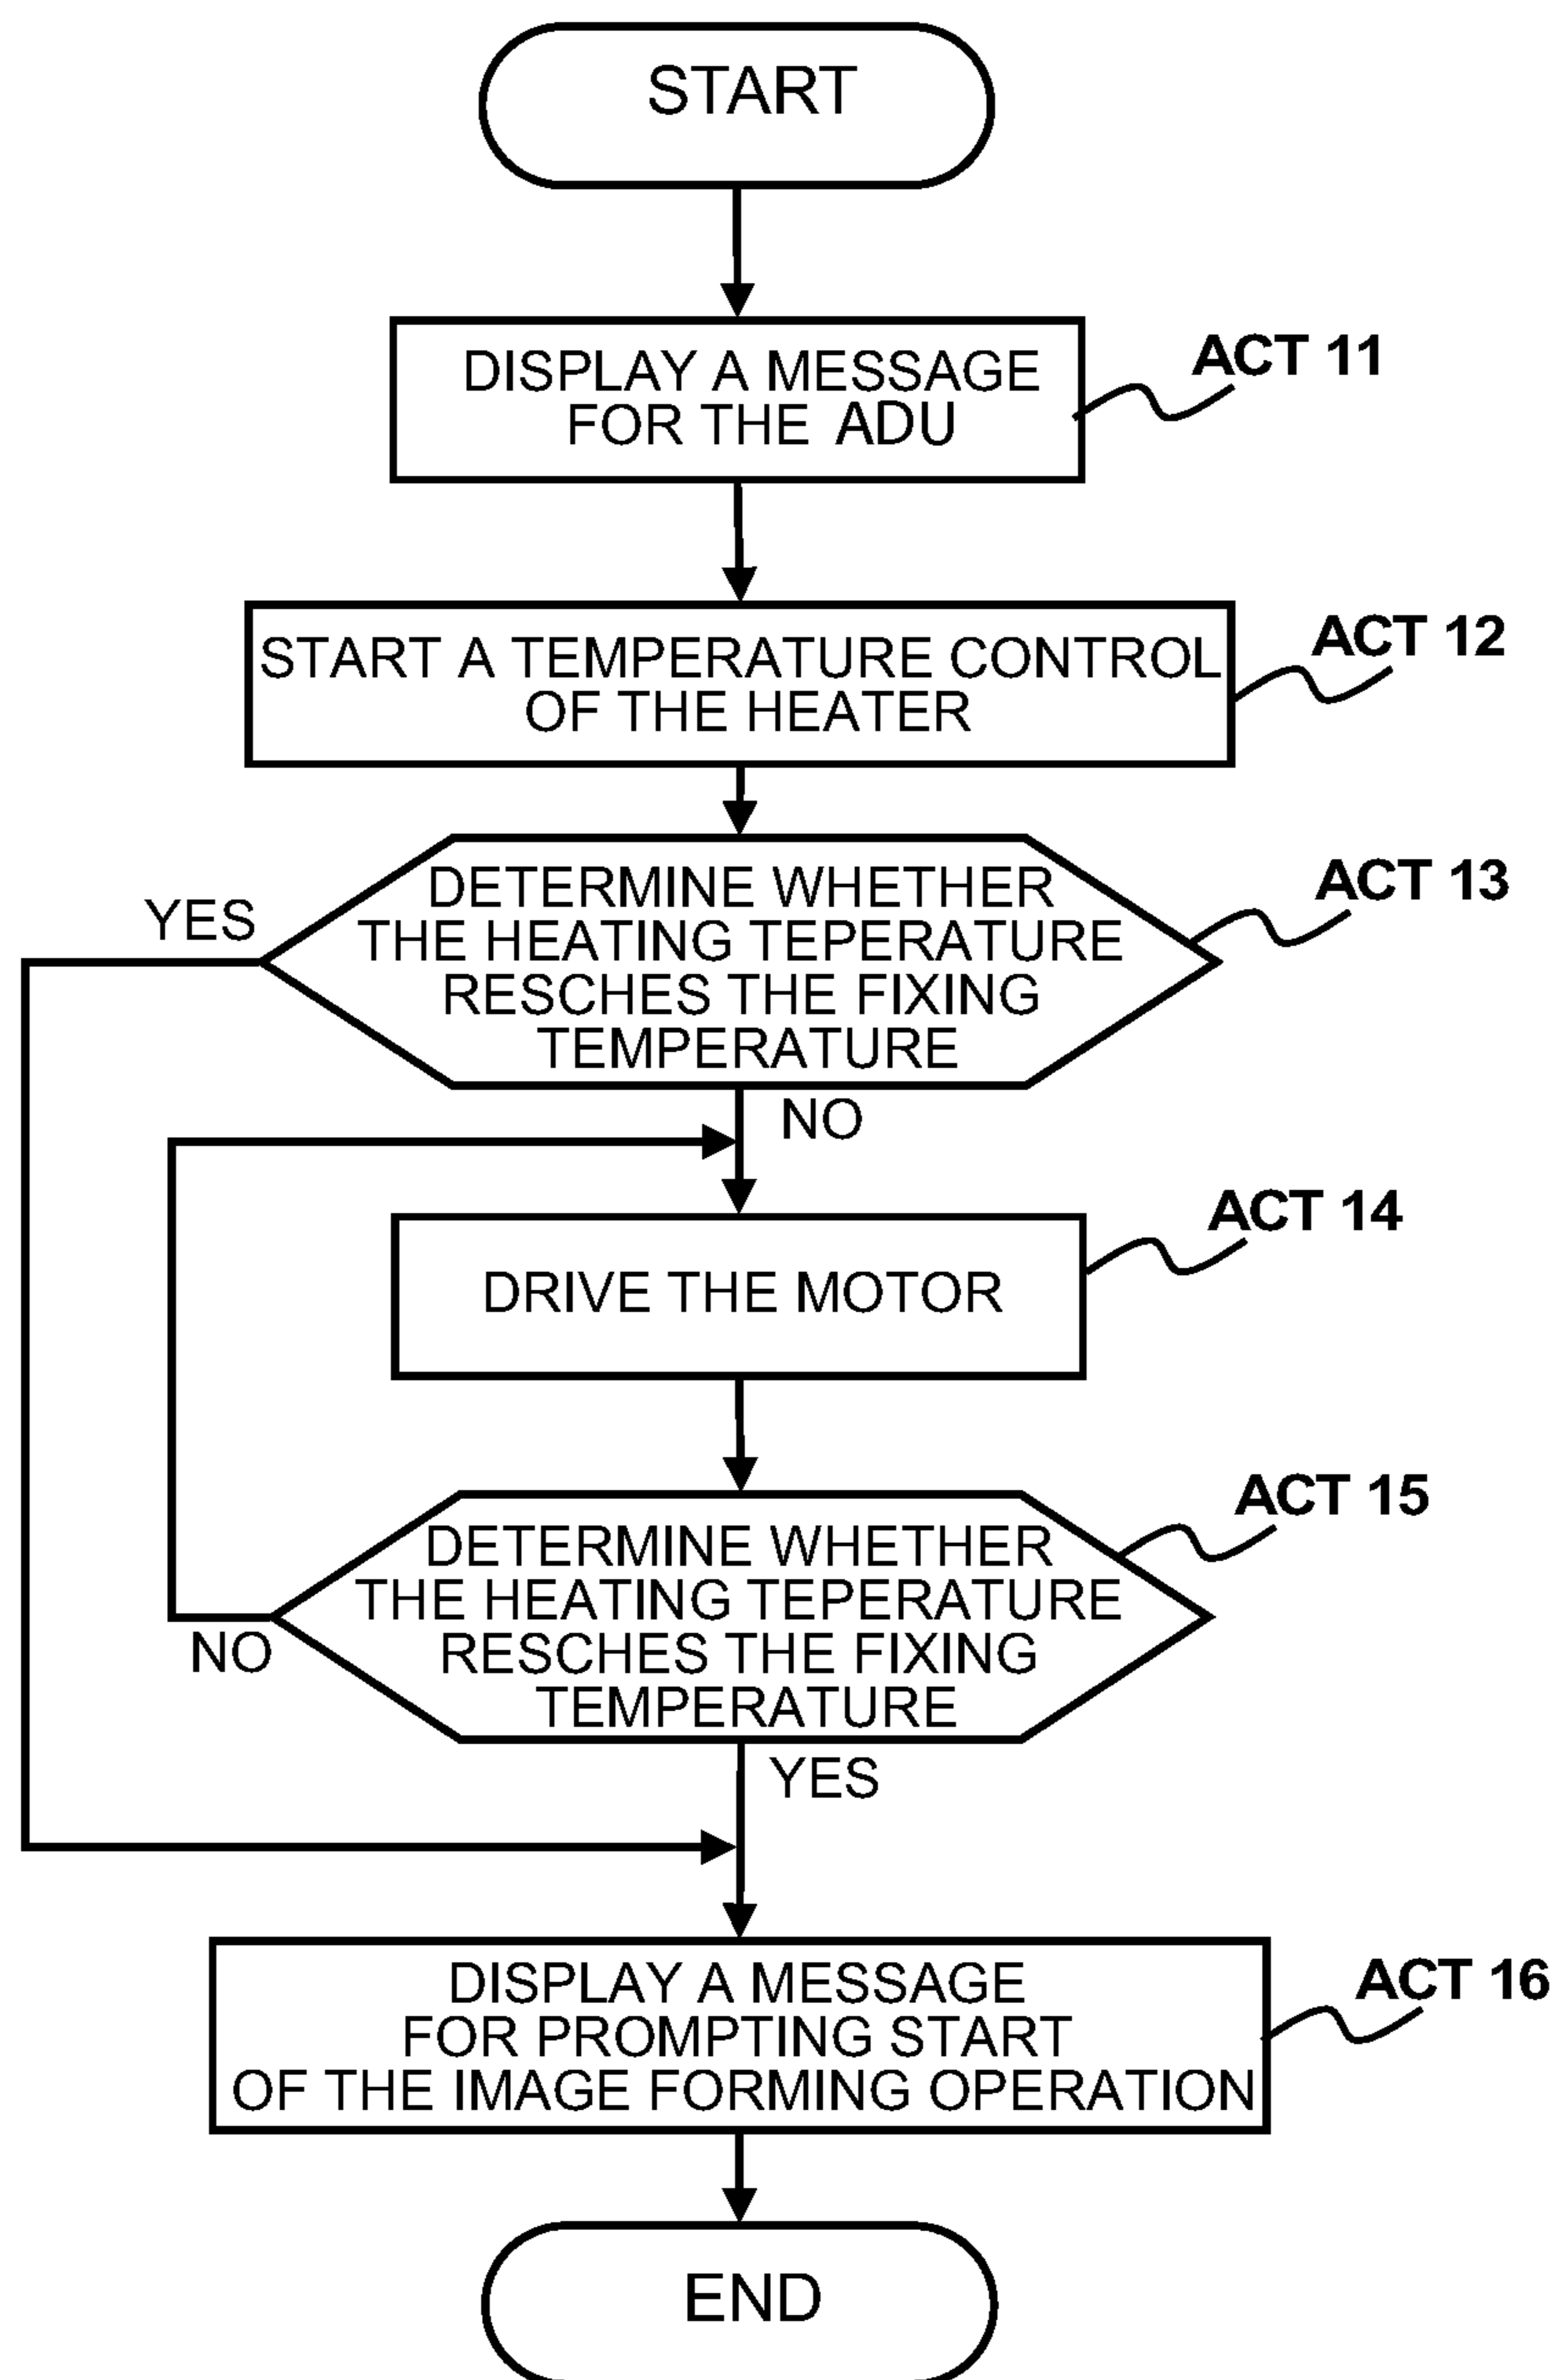 START
DISPLAY A MESSAGE
FOR THE ADU
ACT 11
START A TEMPERATURE CONTROL
OF THE HEATER
ACT 12
DETERMINE WHETHER
THE HEATING TEPERATURE
RESCHES THE FIXING
TEMPERATURE
ACT 13
YES
NO
DRIVE THE MOTOR
ACT 14
DETERMINE WHETHER
THE HEATING TEPERATURE
RESCHES THE FIXING
TEMPERATURE
ACT 15
NO
YES
DISPLAY A MESSAGE
FOR PROMPTING START
OF THE IMAGE FORMING OPERATION
ACT 16
END